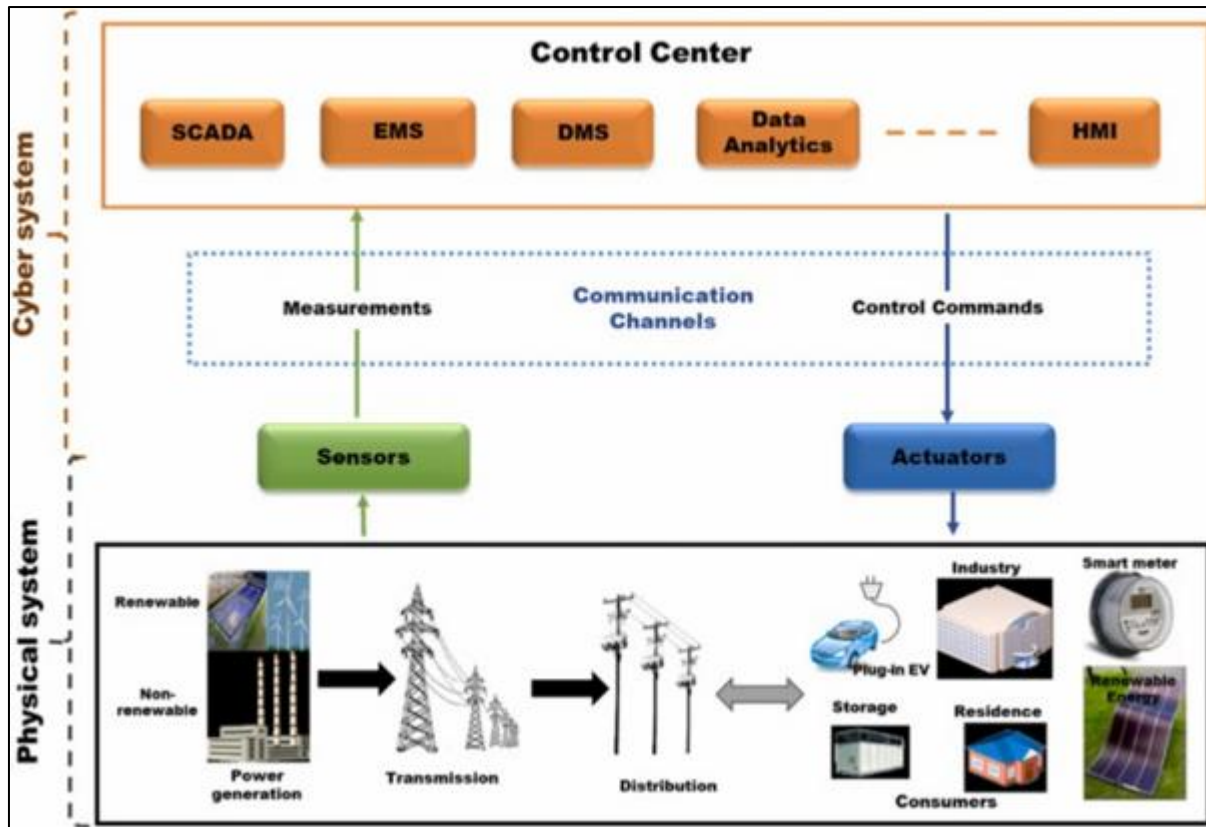 Control Center
SCADA
EMS
DMS
Data
Analytics
HMI
Cyber system
Measurements
Communication
Channels
Control Commands
Sensors
Actuators
Physical system
Renewable
Non-
renewable
Power
generation
Transmission
Distribution
Plug-in EV
Industry
Smart meter
Storage
Residence
Renewable
Energy
Consumers